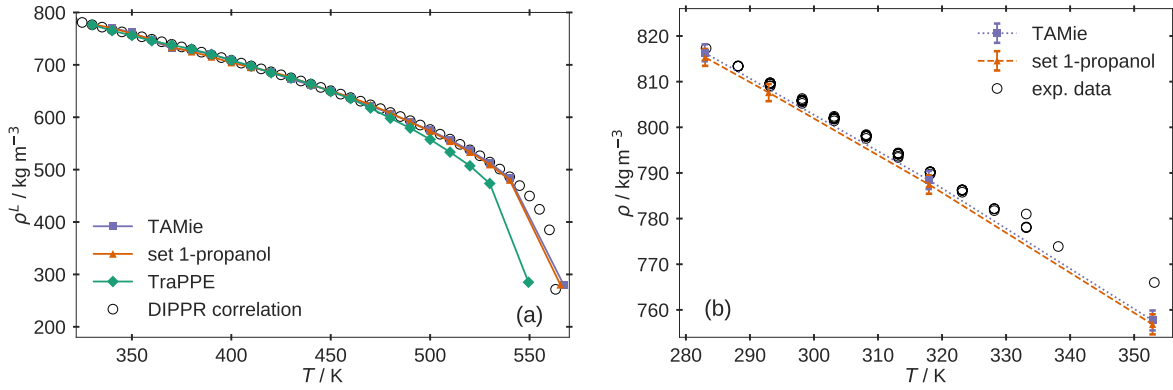 800
700
600
500
400
300
200
ρ^L / kg m⁻³
TAMie
set 1-propanol
TraPPE
DIPPR correlation
(a)
350 400 450 500 550
T / K
820
810
800
790
780
770
760
ρ / kg m⁻³
TAMie
set 1-propanol
exp. data
(b)
280 290 300 310 320 330 340 350
T / K